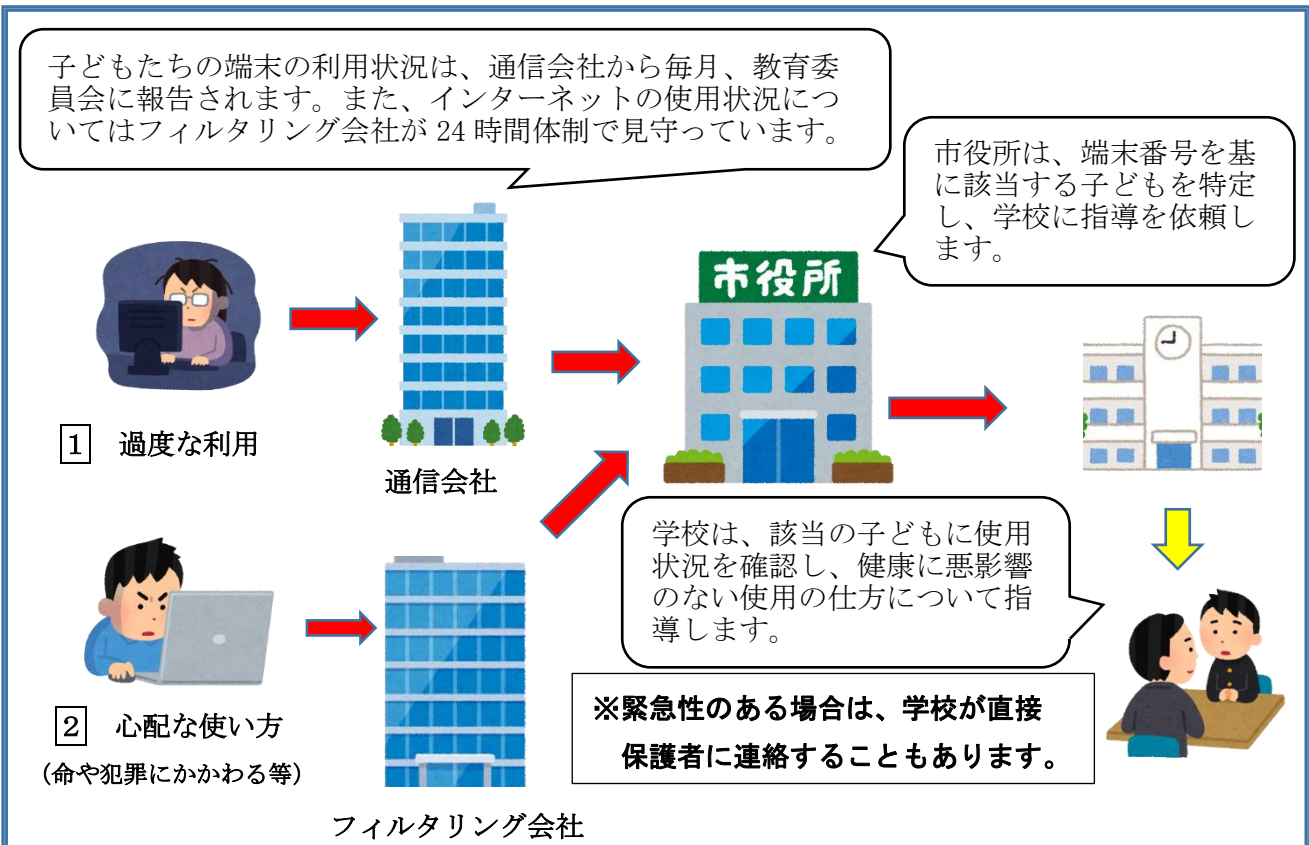 子どもたちの端末の利用状況は、通信会社から毎月、教育委
員会に報告されます。また、インターネットの使用状況につ
いてはフィルタリング会社が 24 時間体制で見守っています。
市役所は、端末番号を基
に該当する子どもを特定
し、学校に指導を依頼し
ます。
市役所
1 過度な利用
通信会社
学校は、該当の子どもに使用
状況を確認し、健康に悪影響
のない使用の仕方について指
導します。
2 心配な使い方
(命や犯罪にかかわる等)
※緊急性のある場合は、学校が直接
保護者に連絡することもあります。
フィルタリング会社